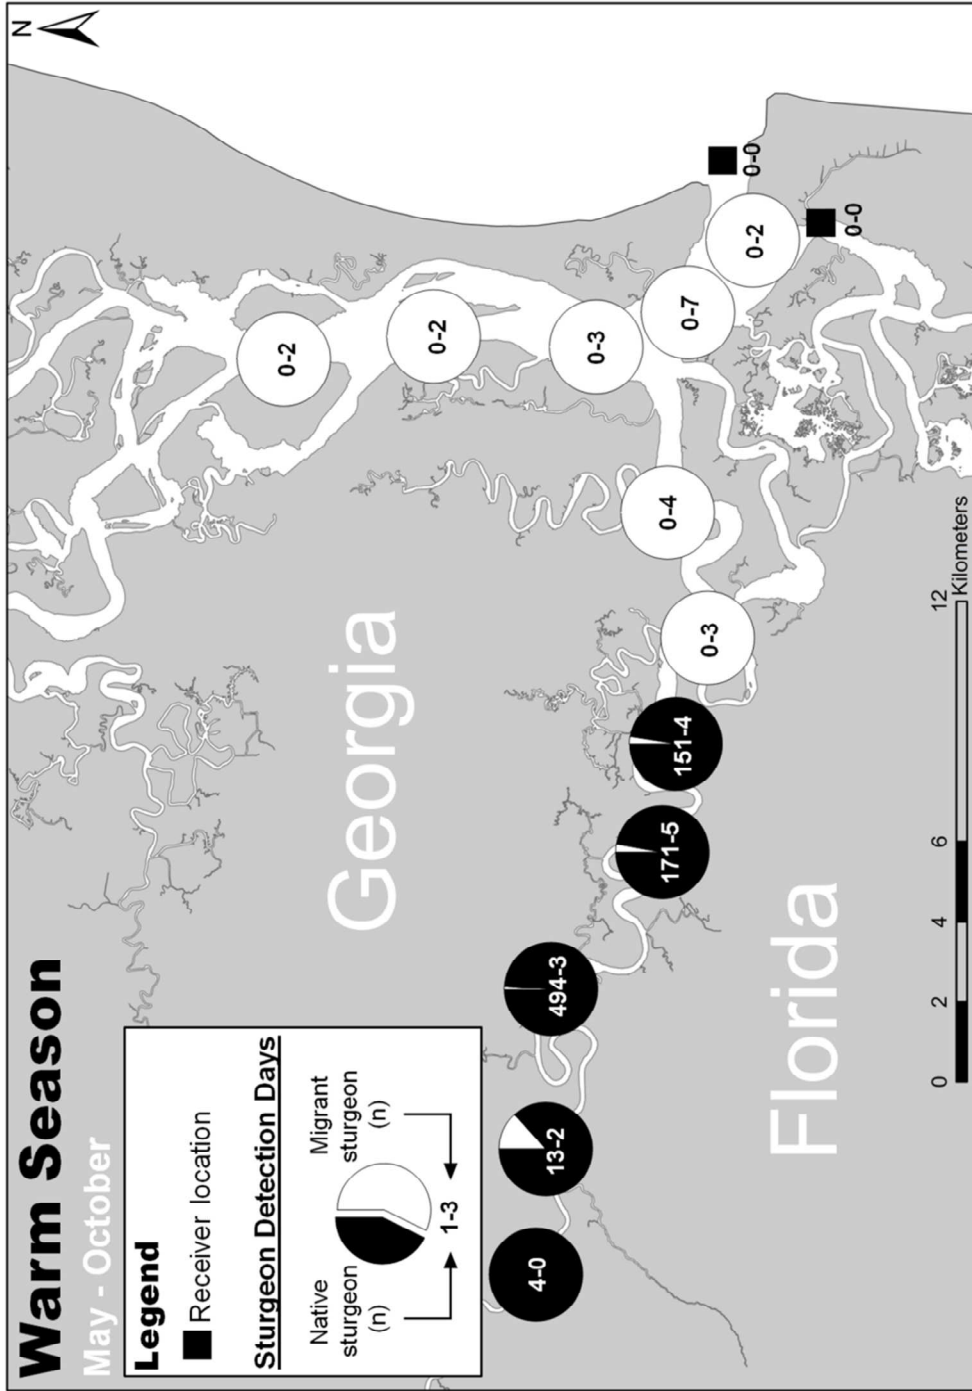 Warm Season
May - October
Legend
Receiver location
Sturgeon Detection Days
Native
sturgeon
(n)
Migrant
sturgeon
(n)
1-3
N
Georgia
Florida
4-0
13-2
494-3
171-5
151-4
0-3
0-4
0-3
0-2
0-2
0-7
0-2
0-0
0-0
0 2 4 6 12
Kilometers